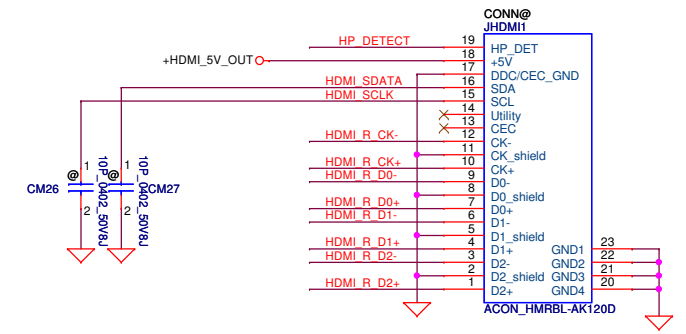 CONN@
JHDMI1
HP_DETECT 19 HP_DET
+HDMI_5V_OUT 18 +5V
17 DDC/CEC_GND
HDMI_SDATA 16 SDA
HDMI_SCLK 15 SCL
14 Utility
13 CEC
HDMI_R_CK- 12 CK-
11 CK_shield
HDMI_R_CK+ 10 CK+
HDMI_R_D0- 9 D0-
8 D0_shield
HDMI_R_D0+ 7 D0+
HDMI_R_D1- 6 D1-
5 D1_shield
HDMI_R_D1+ 4 D1+ GND1 23
HDMI_R_D2- 3 D2- GND2 22
2 D2_shield GND3 21
HDMI_R_D2+ 1 D2+ GND4 20
ACON_HMRBL-AK120D
CM26 @ 1 2 10P_0402_50V8J
CM27 @ 1 2 10P_0402_50V8J